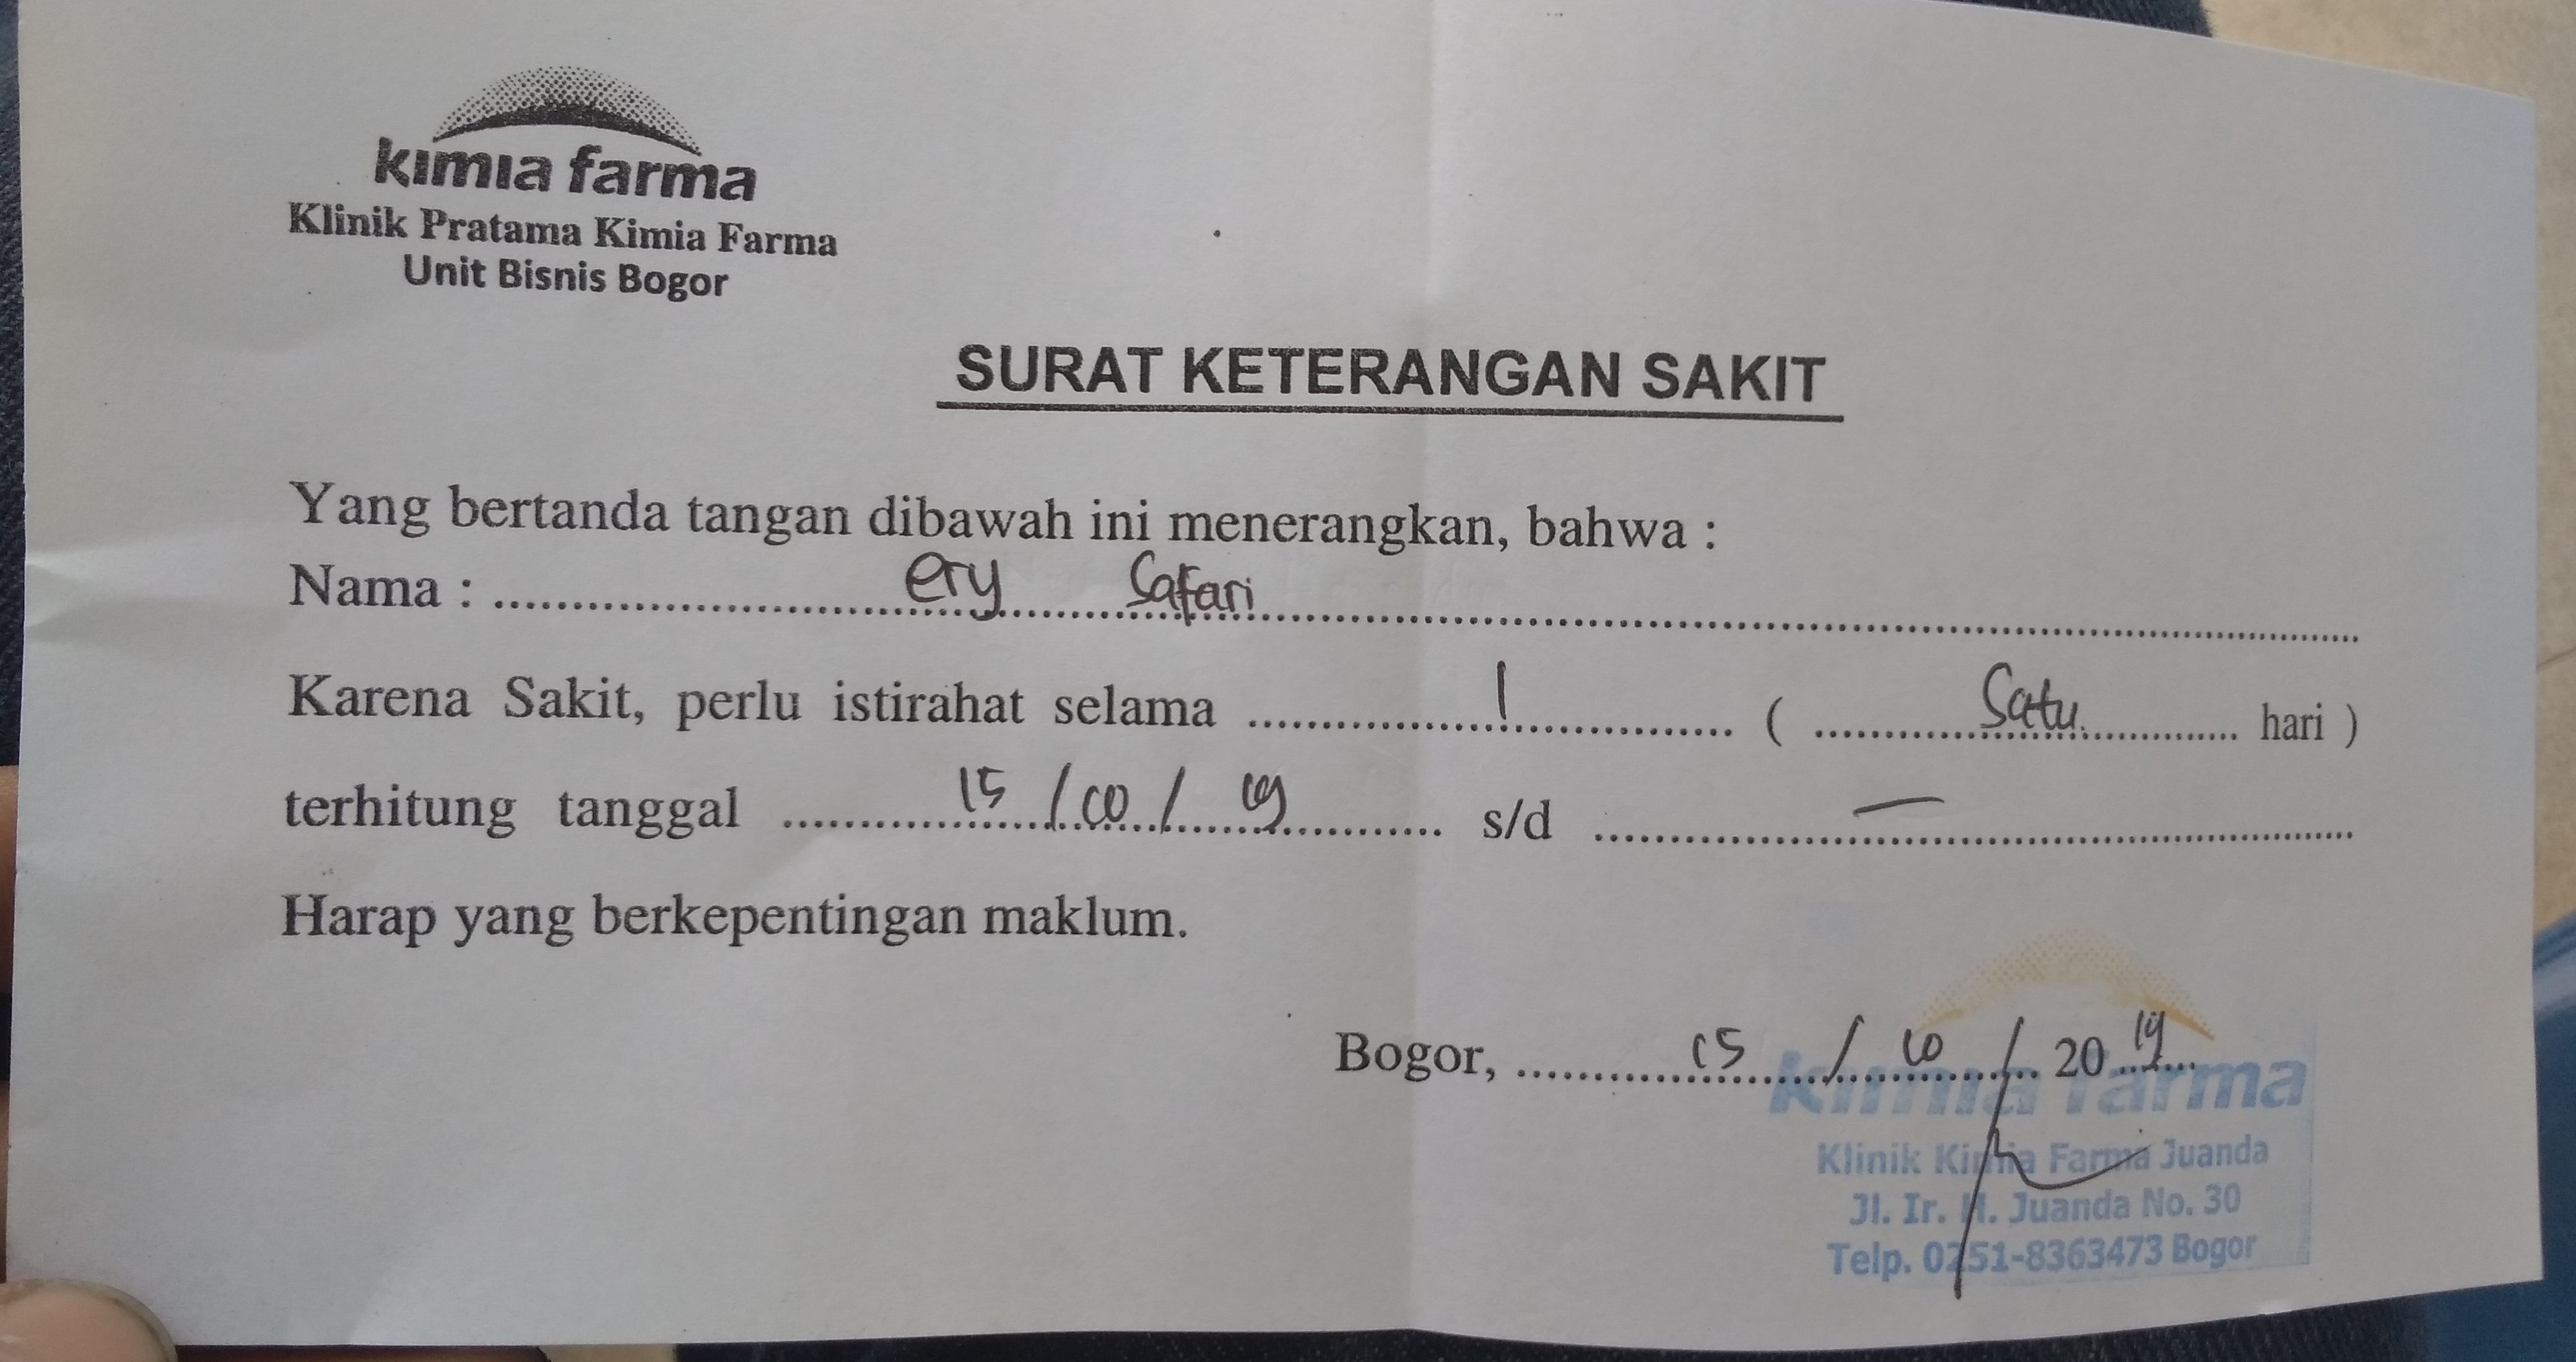 kimia farma
Klinik Pratama Kimia Farma
Unit Bisnis Bogor
SURAT KETERANGAN SAKIT
Yang bertanda tangan dibawah ini menerangkan, bahwa :
Nama : ery Safari
Karena Sakit, perlu istirahat selama 1 ( Satu hari )
terhitung tanggal 15 / 10 / 19 s/d —
Harap yang berkepentingan maklum.
Bogor, 15 / 10 / 2019
kimia farma
Klinik Kimia Farma Juanda
Jl. Ir. H. Juanda No. 30
Telp. 0251-8363473 Bogor